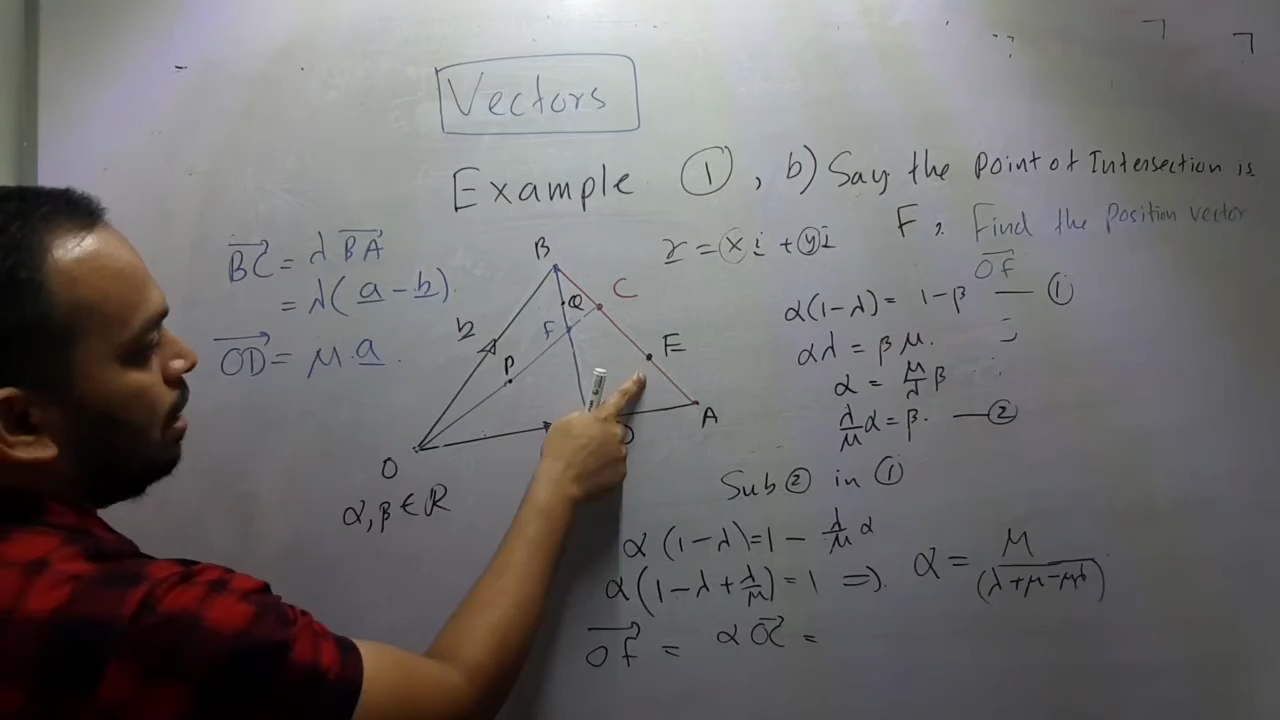 Vectors
Example ①, b) Say the Point of Intersection is
F, Find the Position vector
OF
BC = λ BA
= λ(a - b).
OD = μ. a.
r = x i + y j
B
Q
C
b
F
P
E
D
A
O
α, β ∈ ℝ
α(1-λ) = 1-β — ①
αλ = βμ.
α = μ/λ β
λ/μ α = β. — ②
Sub ② in ①
α(1-λ) = 1 - λ/μ α
α(1-λ+λ/μ) = 1 ⇒
α = μ/(λ+μ-μλ)
OF = α OC =